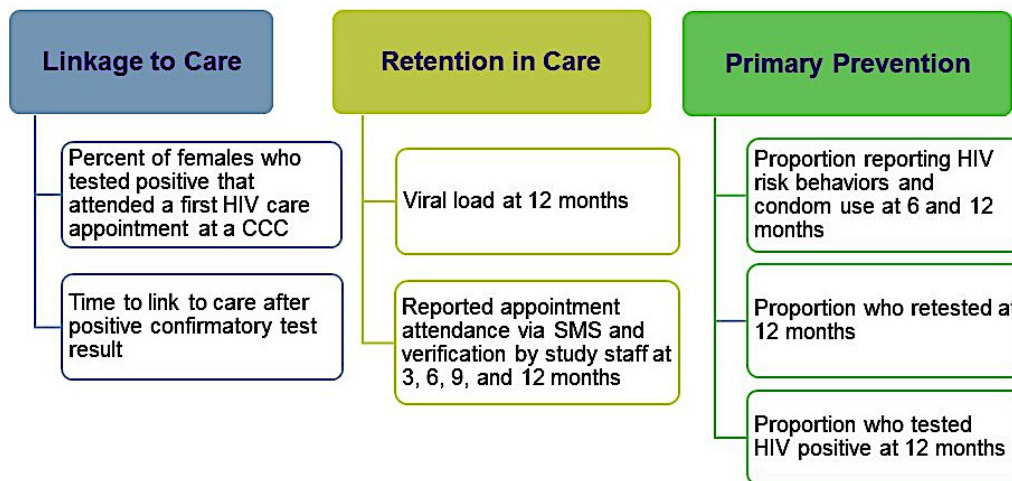 Linkage to Care
Percent of females who
tested positive that
attended a first HIV care
appointment at a CCC
Time to link to care after
positive confirmatory test
result
Retention in Care
Viral load at 12 months
Reported appointment
attendance via SMS and
verification by study staff at
3, 6, 9, and 12 months
Primary Prevention
Proportion reporting HIV
risk behaviors and
condom use at 6 and 12
months
Proportion who retested at
12 months
Proportion who tested
HIV positive at 12 months